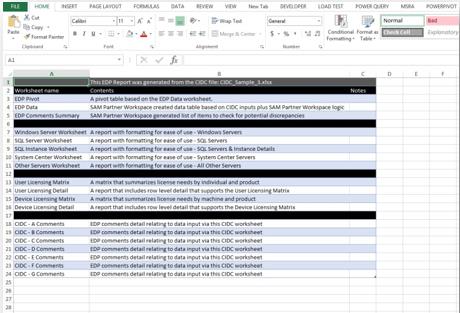 FILE HOME INSERT PAGE LAYOUT FORMULAS DATA REVIEW VIEW New Tab DEVELOPER LOAD TEST POWER QUERY MSRA POWERPIVOT
Cut Calibri 11 Wrap Text General Normal Bad
Copy
Paste Format Painter B I U Merge & Center $ % Conditional Format as Check Cell Explanatory
Formatting Table
Clipboard Font Alignment Number
A1 fx
A B C D E F
1 This EDP Report was generated from the CIDC file: CIDC_Sample_3.xlsx
2 Worksheet name Contents Notes
3 EDP Pivot A pivot table based on the EDP Data worksheet.
4 EDP Data SAM Partner Workspace created data table based on CIDC inputs plus SAM Partner Workspace logic
5 EDP Comments Summary SAM Partner Workspace generated list of items to check for potential discrepancies
6
7 Windows Server Worksheet A report with formatting for ease of use - Windows Servers
8 SQL Server Worksheet A report with formatting for ease of use - SQL Servers
9 SQL Instance Worksheet A report with formatting for ease of use - SQL Servers & Instance Details
10 System Center Worksheet A report with formatting for ease of use - System Center Servers
11 Other Servers Worksheet A report with formatting for ease of use - All Other Servers
12
13 User Licensing Matrix A matrix that summarizes license needs by individual and product
14 User Licensing Detail A report that includes row level detail that supports the User Licensing Matrix
15 Device Licensing Matrix A matrix that summarizes license needs by machine and product
16 Device Licensing Detail A report that includes row level detail that supports the Device Licensing Matrix
17
18 CIDC - A Comments EDP comments detail relating to data input via this CIDC worksheet
19 CIDC - B Comments EDP comments detail relating to data input via this CIDC worksheet
20 CIDC - C Comments EDP comments detail relating to data input via this CIDC worksheet
21 CIDC - D Comments EDP comments detail relating to data input via this CIDC worksheet
22 CIDC - E Comments EDP comments detail relating to data input via this CIDC worksheet
23 CIDC - F Comments EDP comments detail relating to data input via this CIDC worksheet
24 CIDC - G Comments EDP comments detail relating to data input via this CIDC worksheet
25
26
27
28